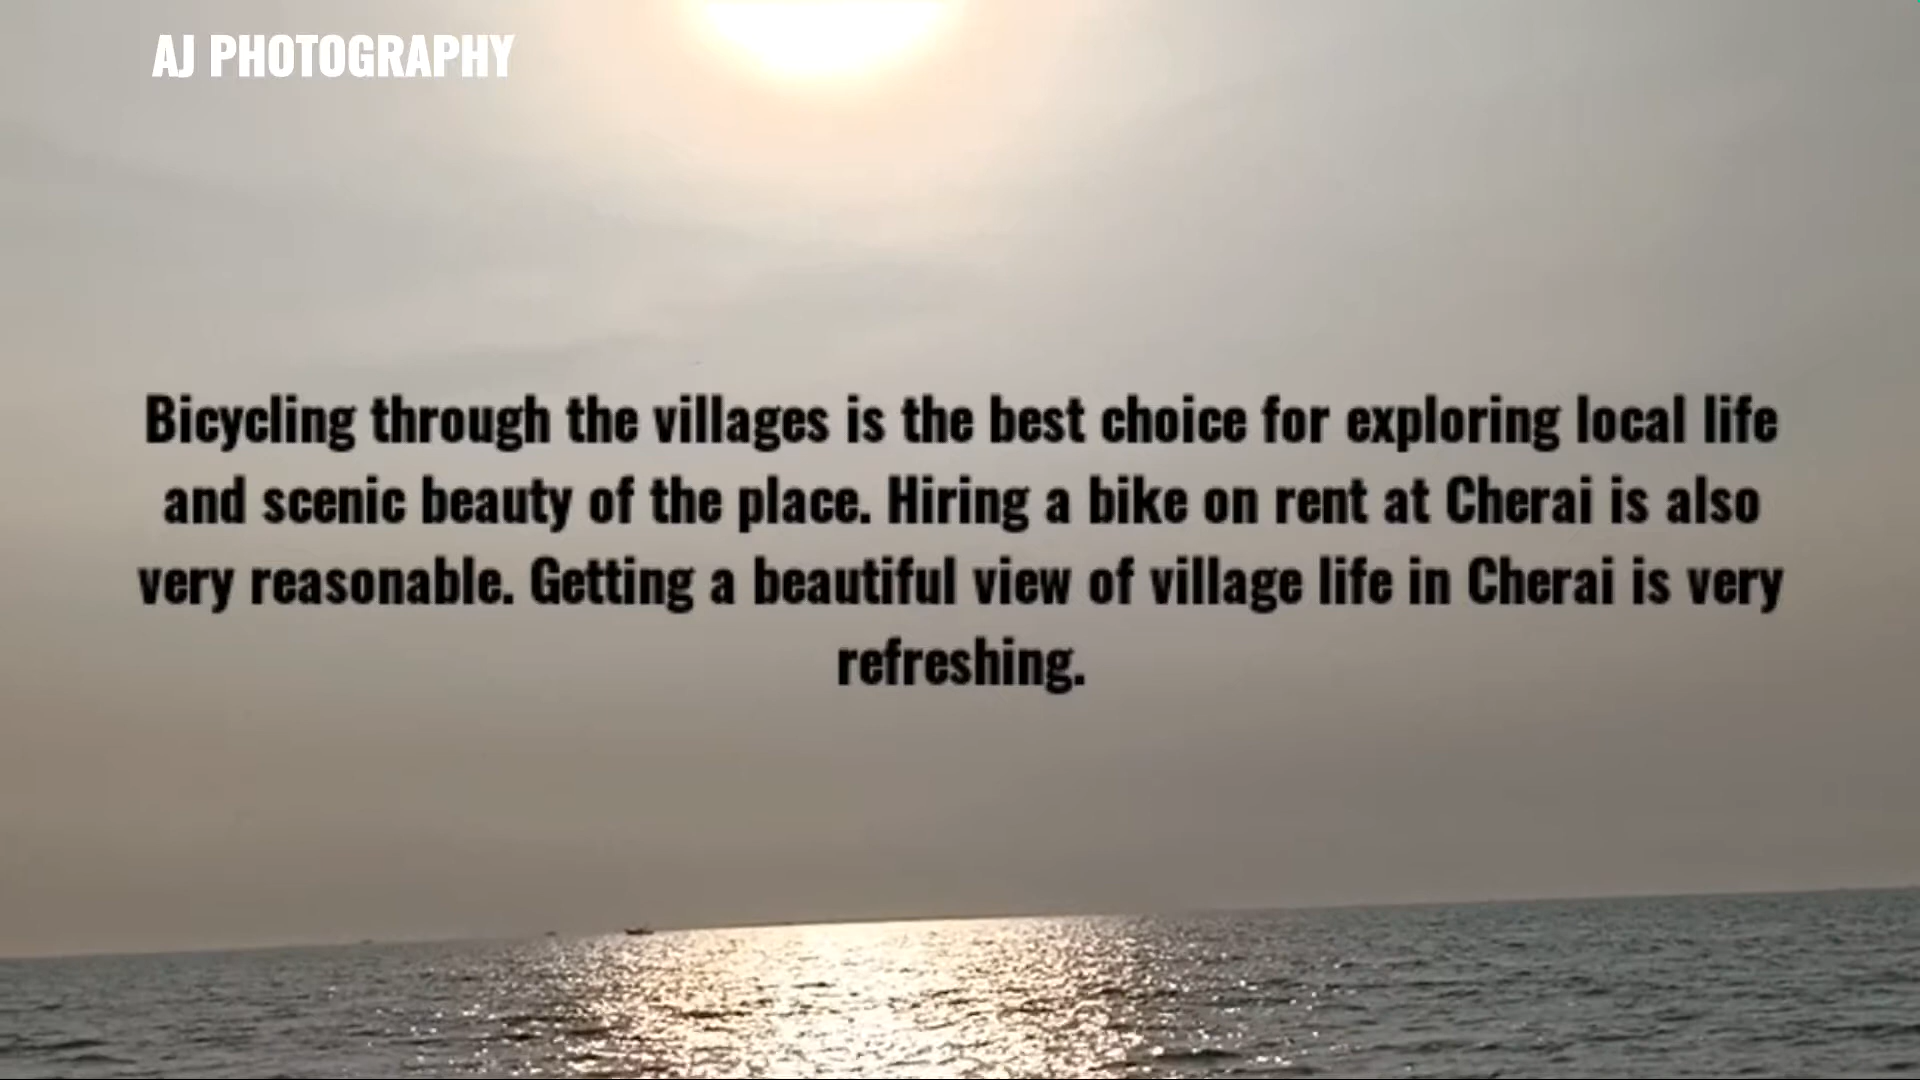 AJ PHOTOGRAPHY
Bicycling through the villages is the best choice for exploring local life
and scenic beauty of the place. Hiring a bike on rent at Cherai is also
very reasonable. Getting a beautiful view of village life in Cherai is very
refreshing.